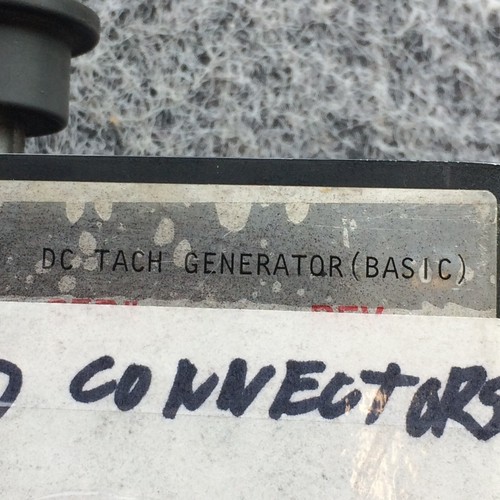 DC TACH GENERATOR (BASIC)
CONNECTORS